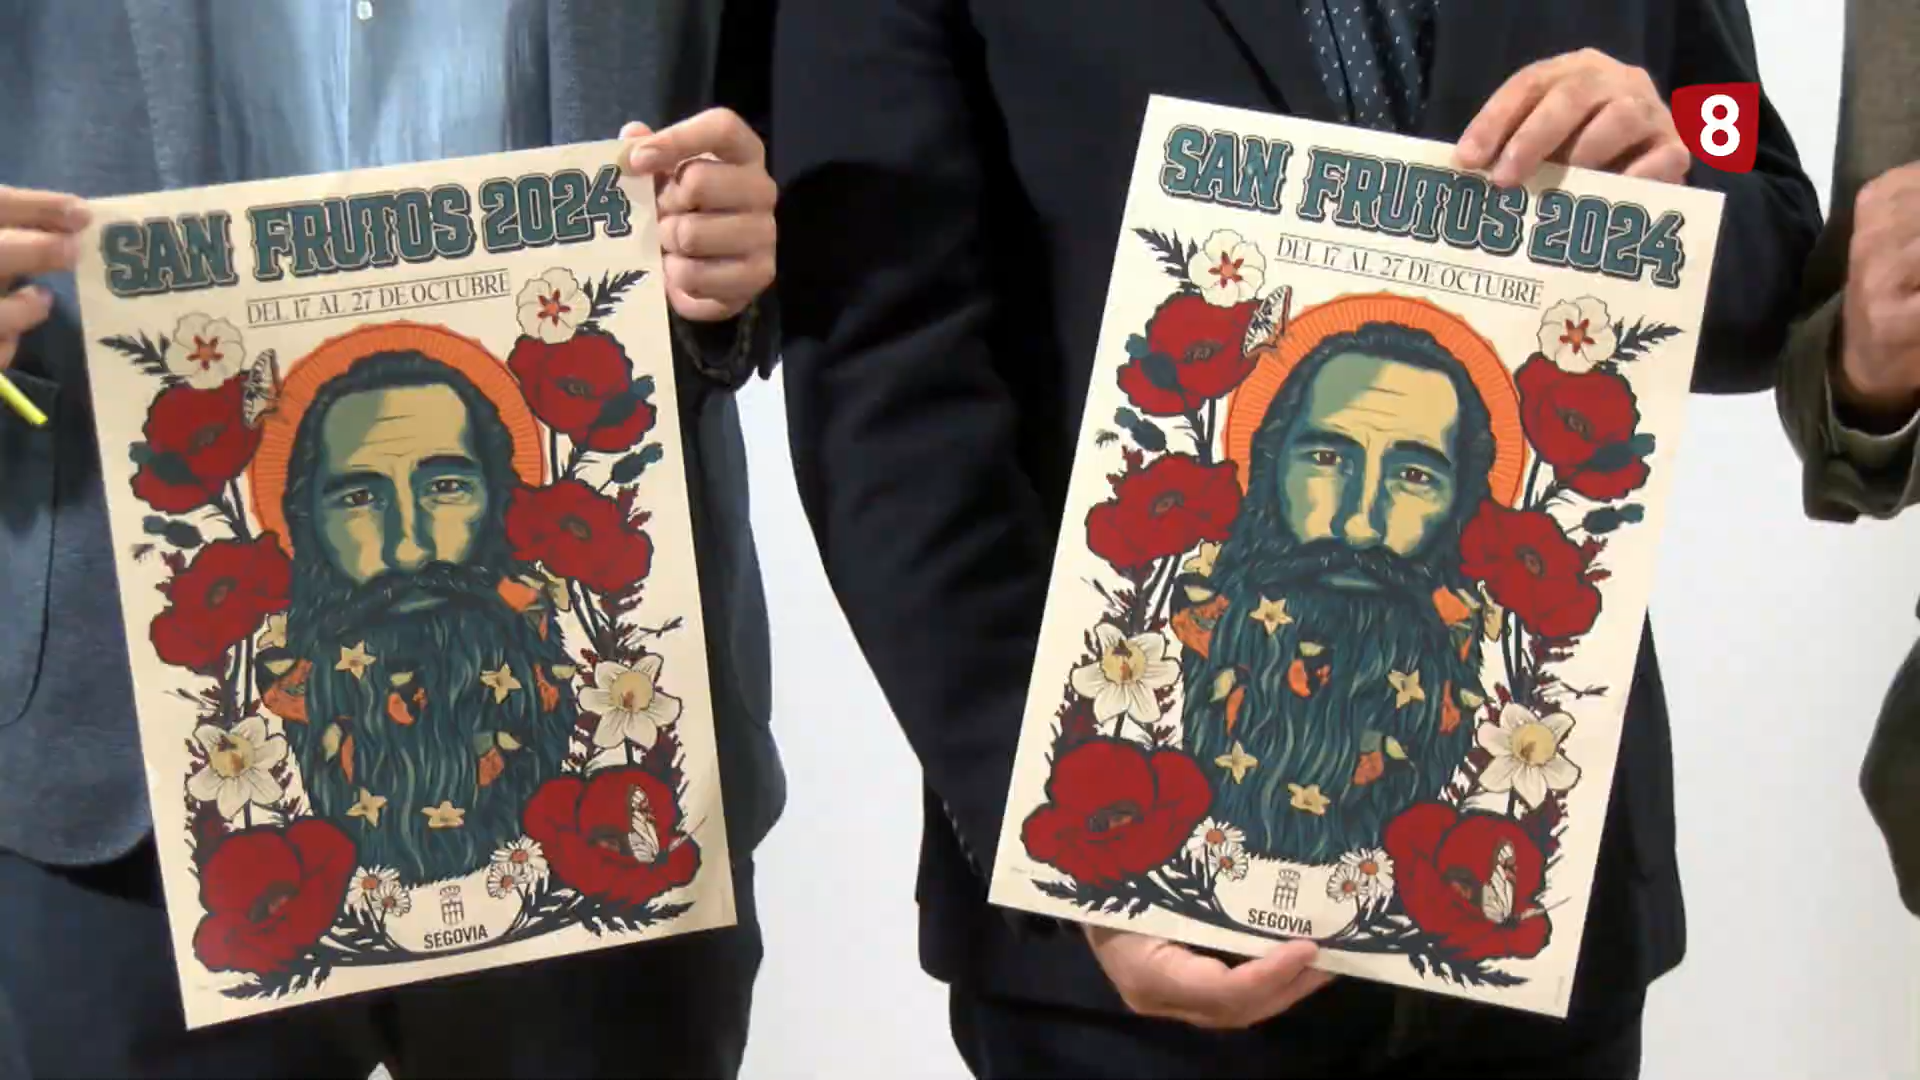 SAN FRUTOS 2024
DEL 17 AL 27 DE OCTUBRE
SEGOVIA
SAN FRUTOS 2024
DEL 17 AL 27 DE OCTUBRE
SEGOVIA
8